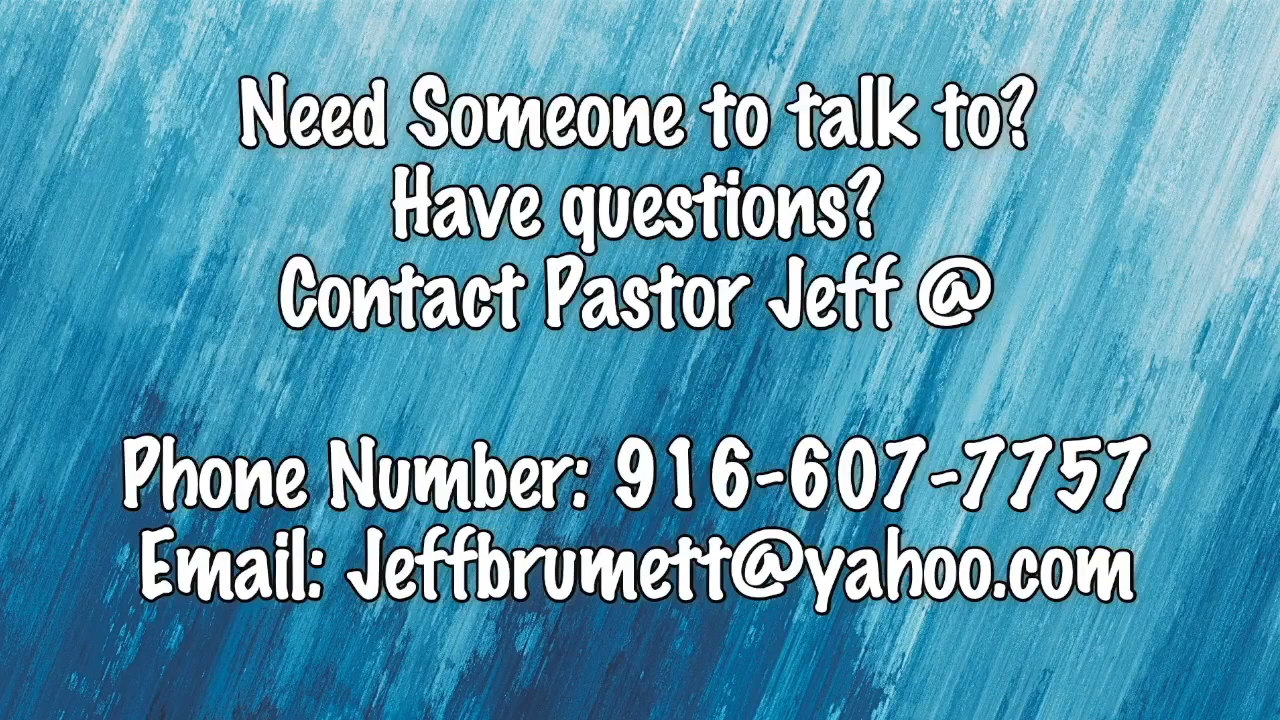 Need Someone to talk to?
Have questions?
Contact Pastor Jeff @
Phone Number: 916-607-7757
Email: Jeffbrumett@yahoo.com